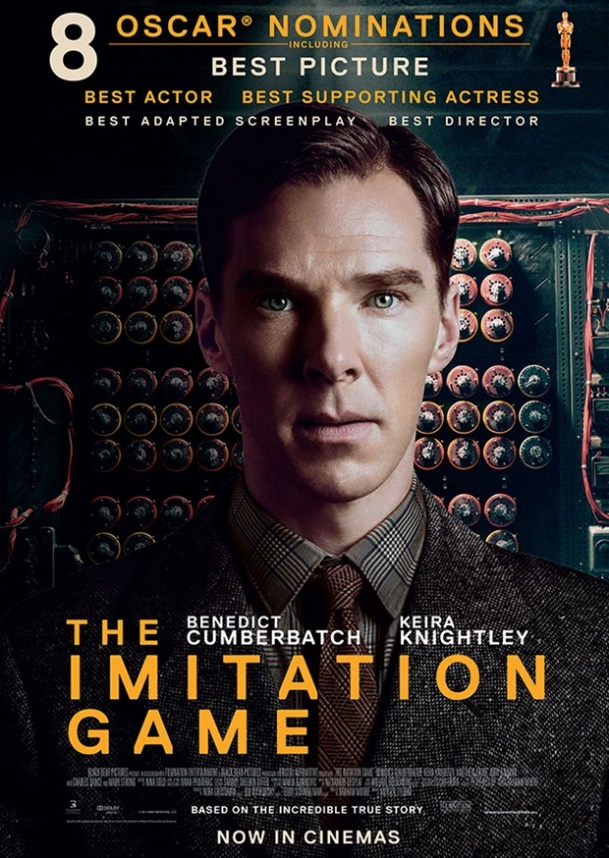 8 OSCAR® NOMINATIONS
INCLUDING
BEST PICTURE
BEST ACTOR BEST SUPPORTING ACTRESS
BEST ADAPTED SCREENPLAY BEST DIRECTOR
THE BENEDICT CUMBERBATCH KEIRA KNIGHTLEY
IMITATION
GAME
BASED ON THE INCREDIBLE TRUE STORY
NOW IN CINEMAS